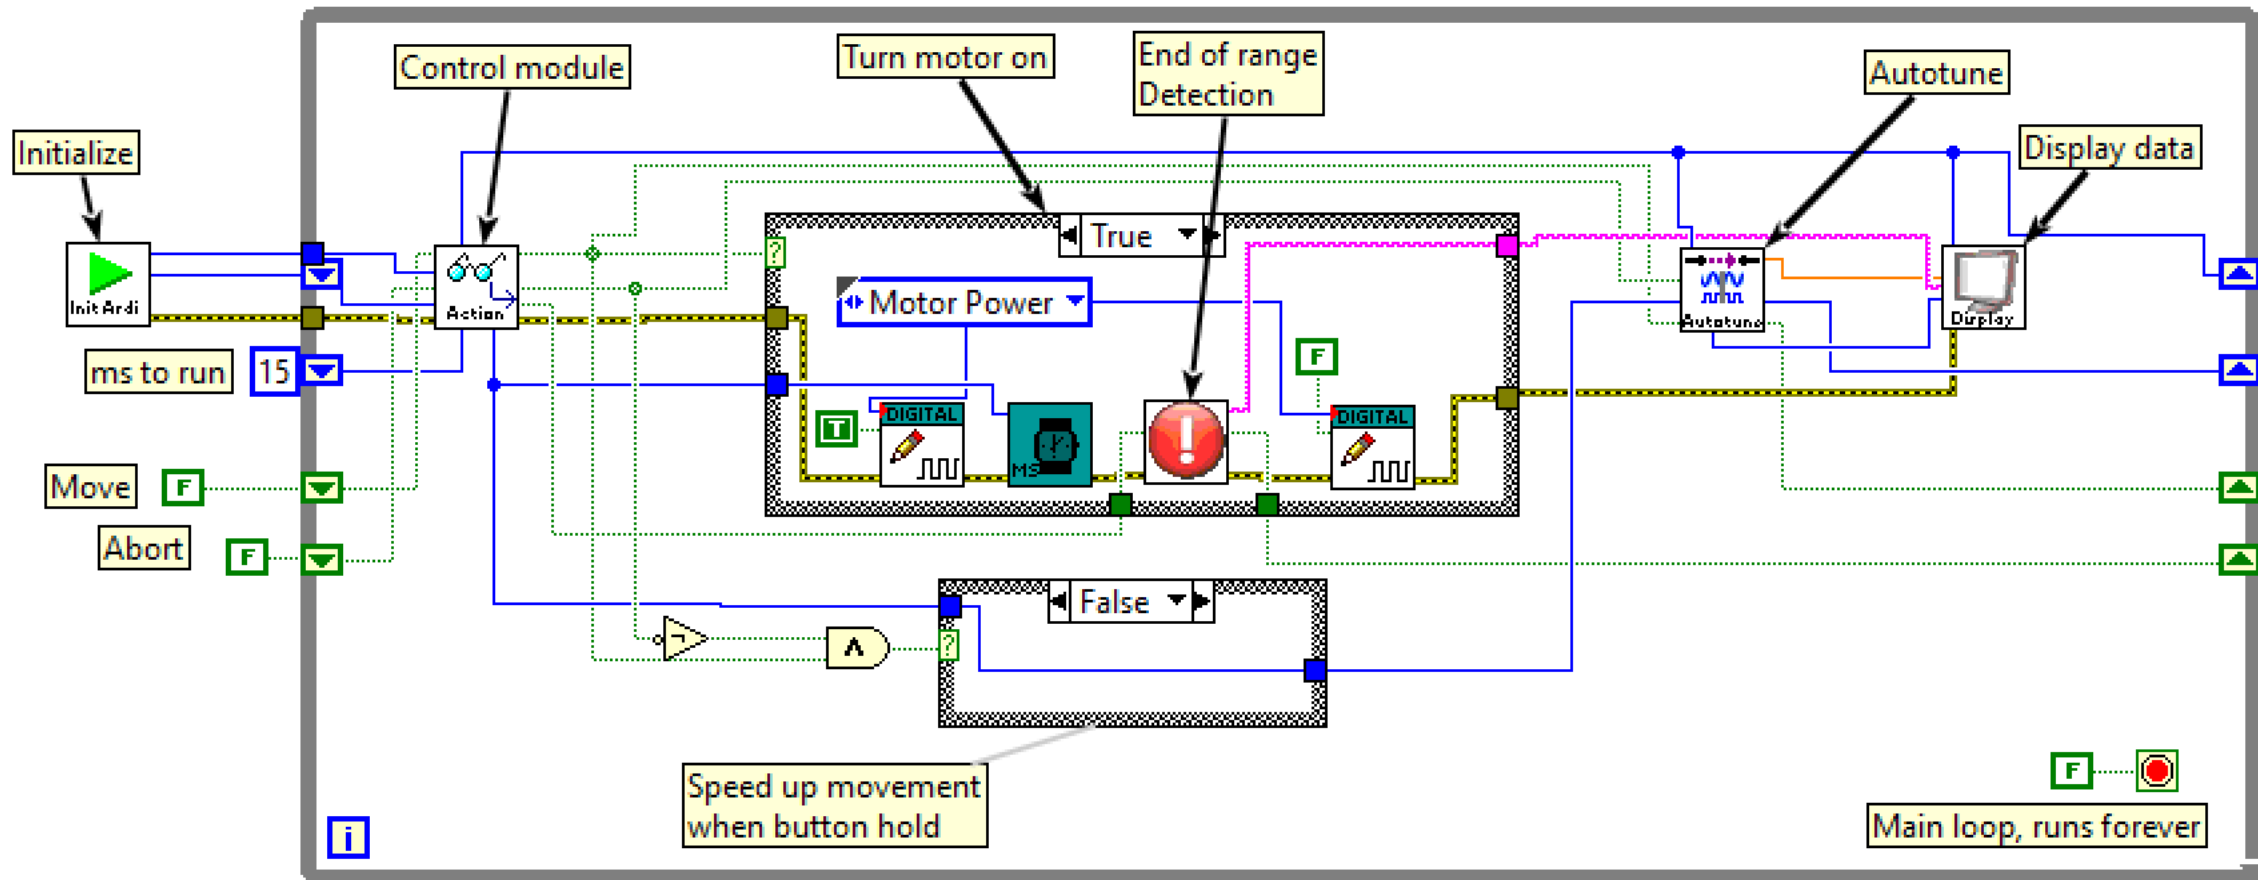 Initialize
Control module
Turn motor on
End of range
Detection
Autotune
Display data
Init Ardi
Action
True
Motor Power
Autotune
Display
ms to run
15
F
T
DIGITAL
MS
DIGITAL
Move
F
Abort
F
False
Speed up movement
when button hold
F
Main loop, runs forever
i